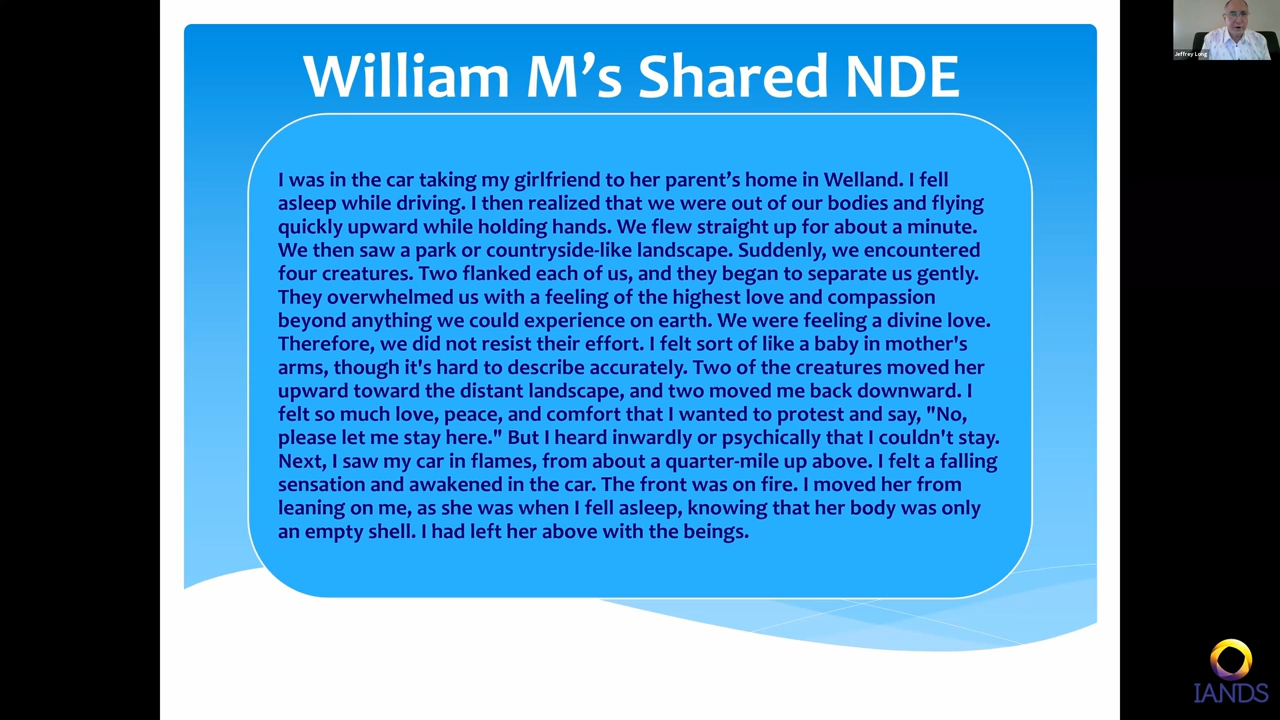 William M’s Shared NDE
I was in the car taking my girlfriend to her parent’s home in Welland. I fell
asleep while driving. I then realized that we were out of our bodies and flying
quickly upward while holding hands. We flew straight up for about a minute.
We then saw a park or countryside-like landscape. Suddenly, we encountered
four creatures. Two flanked each of us, and they began to separate us gently.
They overwhelmed us with a feeling of the highest love and compassion
beyond anything we could experience on earth. We were feeling a divine love.
Therefore, we did not resist their effort. I felt sort of like a baby in mother's
arms, though it's hard to describe accurately. Two of the creatures moved her
upward toward the distant landscape, and two moved me back downward. I
felt so much love, peace, and comfort that I wanted to protest and say, "No,
please let me stay here." But I heard inwardly or psychically that I couldn't stay.
Next, I saw my car in flames, from about a quarter-mile up above. I felt a falling
sensation and awakened in the car. The front was on fire. I moved her from
leaning on me, as she was when I fell asleep, knowing that her body was only
an empty shell. I had left her above with the beings.
Jeffrey Long
IANDS